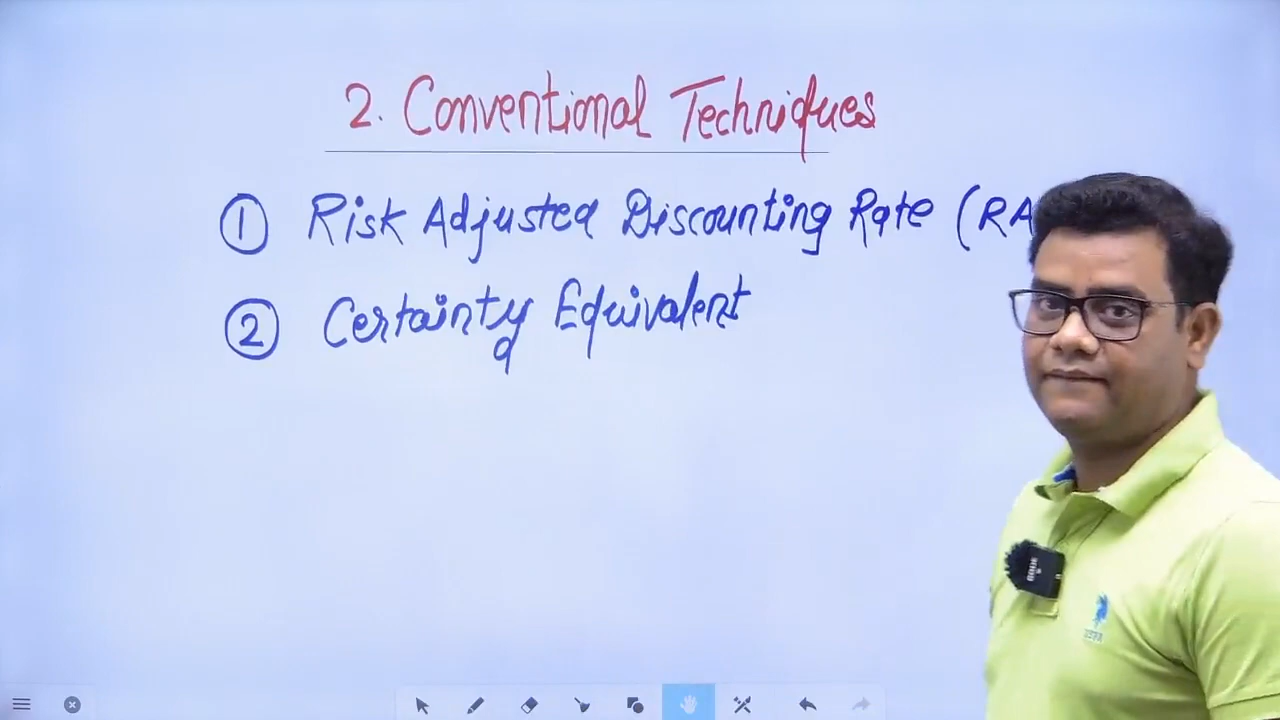 2. Conventional Techniques
1 Risk Adjusted Discounting Rate (RA
2 Certainty Equivalent